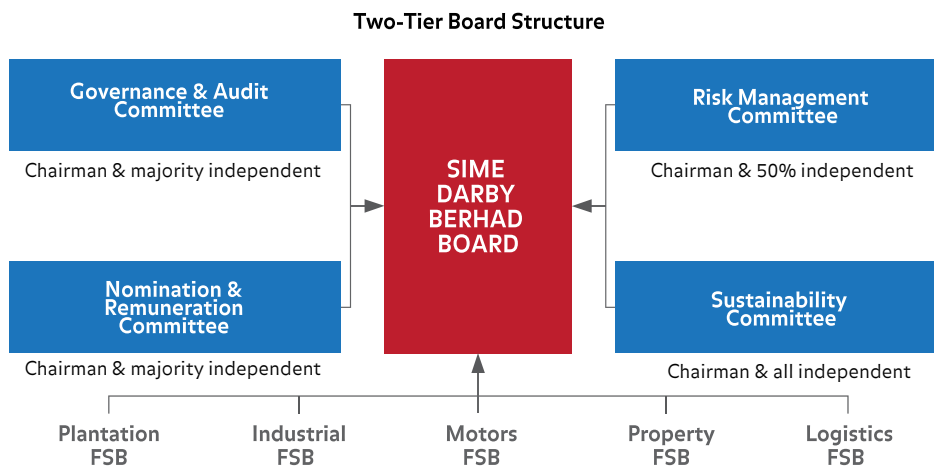 Two-Tier Board Structure
Governance & Audit
Committee
Chairman & majority independent
Nomination &
Remuneration
Committee
Chairman & majority independent
SIME
DARBY
BERHAD
BOARD
Risk Management
Committee
Chairman & 50% independent
Sustainability
Committee
Chairman & all independent
Plantation
FSB
Industrial
FSB
Motors
FSB
Property
FSB
Logistics
FSB